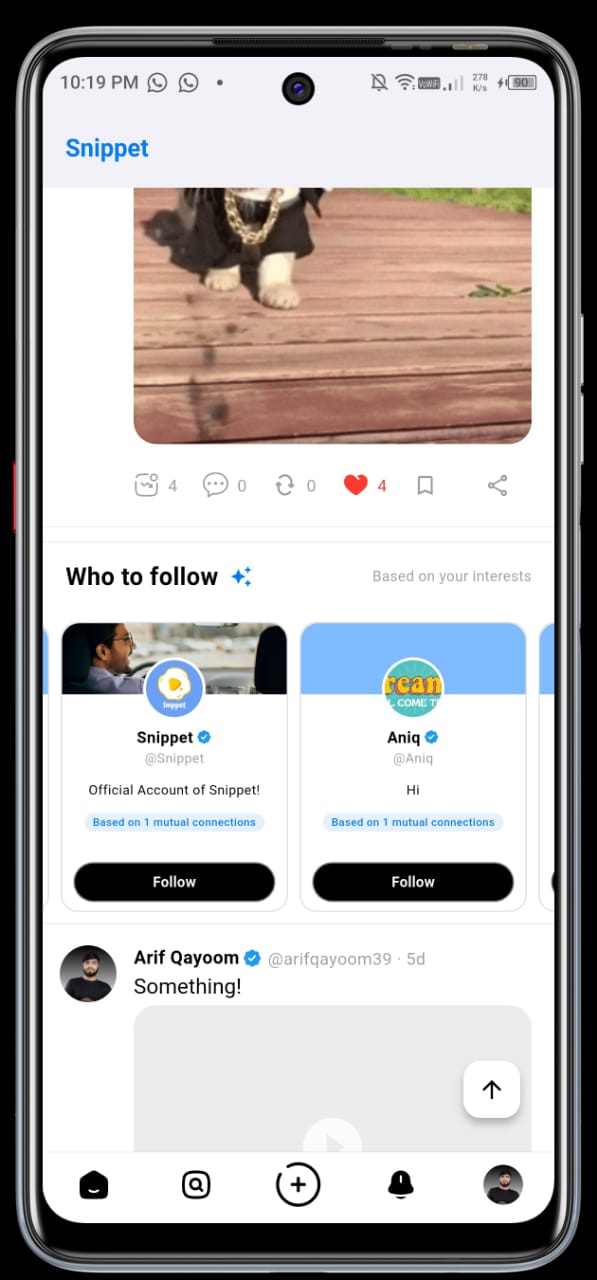 10:19 PM
VoWiFi
278
K/s
90
Snippet
4
0
0
4
Who to follow
Based on your interests
Snippet
Snippet
@Snippet
Official Account of Snippet!
Based on 1 mutual connections
Follow
rean
L COME T
Aniq
@Aniq
Hi
Based on 1 mutual connections
Follow
Arif Qayoom @arifqayoom39 · 5d
Something!